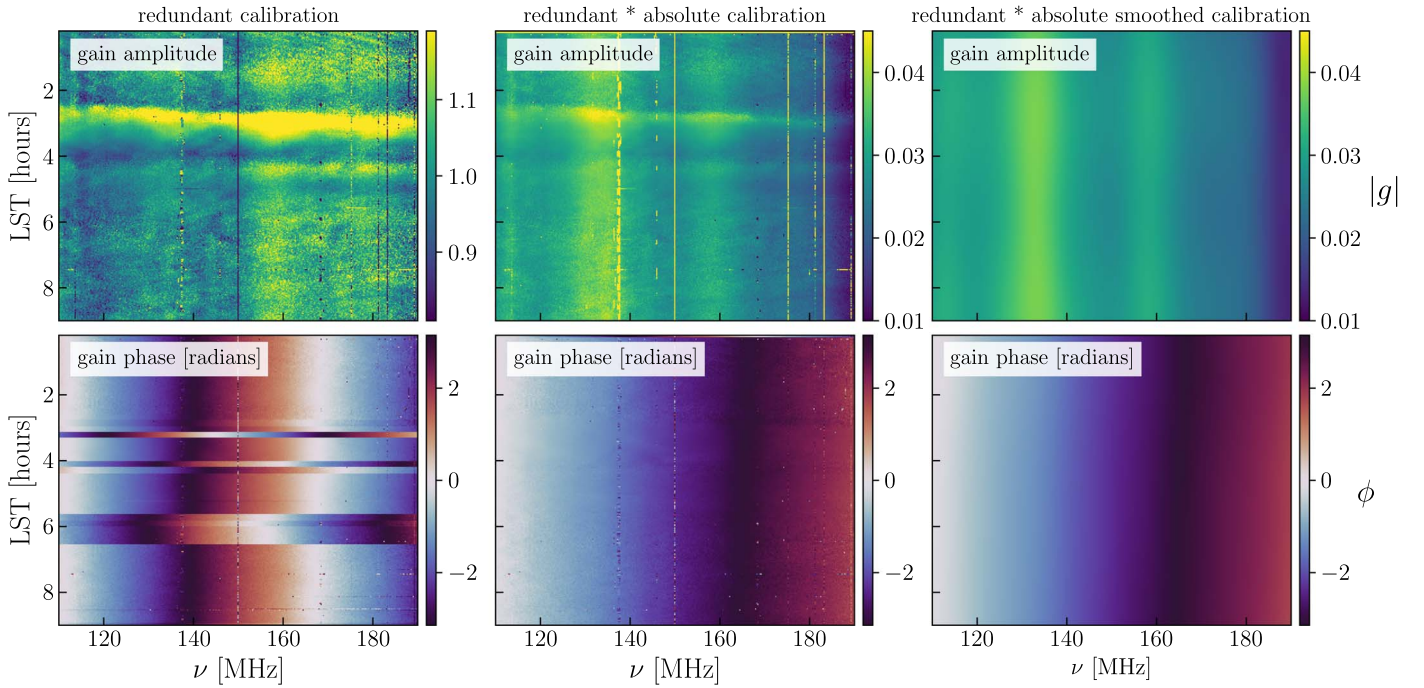 redundant calibration
redundant * absolute calibration
redundant * absolute smoothed calibration
gain amplitude
gain amplitude
gain amplitude
LST [hours]
2
4
6
8
1.1
1.0
0.9
0.04
0.03
0.02
0.01
0.04
0.03
0.02
0.01
|g|
gain phase [radians]
gain phase [radians]
gain phase [radians]
LST [hours]
2
4
6
8
2
0
−2
2
0
−2
2
0
−2
ϕ
120 140 160 180
120 140 160 180
120 140 160 180
ν [MHz]
ν [MHz]
ν [MHz]